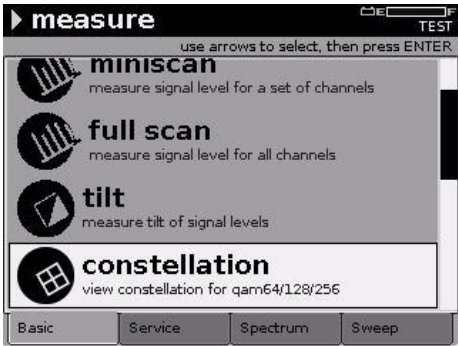 measure
E F
TEST
use arrows to select, then press ENTER
miniscan
measure signal level for a set of channels
full scan
measure signal level for all channels
tilt
measure tilt of signal levels
constellation
view constellation for qam64/128/256
Basic Service Spectrum Sweep